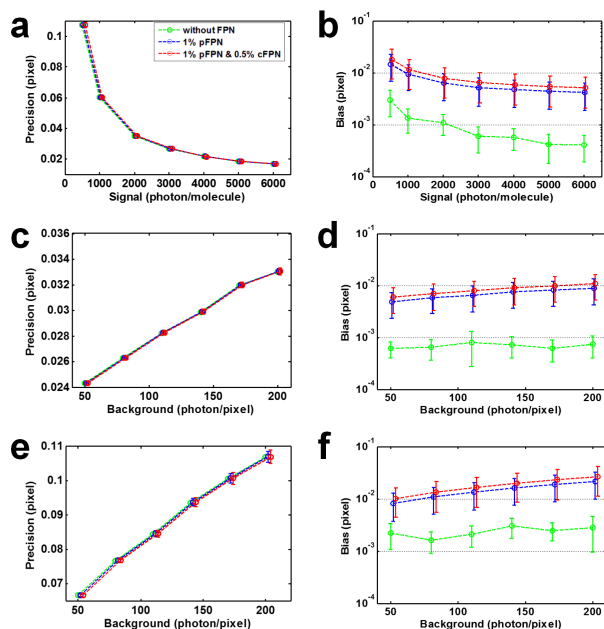 a
0.1
0.08
0.06
0.04
0.02
0 1000 2000 3000 4000 5000 6000
Precision (pixel)
Signal (photon/molecule)
without FPN
1% pFPN
1% pFPN & 0.5% cFPN
b
10-1
10-2
10-3
10-4
0 1000 2000 3000 4000 5000 6000
Bias (pixel)
Signal (photon/molecule)
c
0.036
0.032
0.028
0.024
50 100 150 200
Precision (pixel)
Background (photon/pixel)
d
10-1
10-2
10-3
10-4
50 100 150 200
Bias (pixel)
Background (photon/pixel)
e
0.11
0.1
0.09
0.08
0.07
50 100 150 200
Precision (pixel)
Background (photon/pixel)
f
10-1
10-2
10-3
10-4
50 100 150 200
Bias (pixel)
Background (photon/pixel)